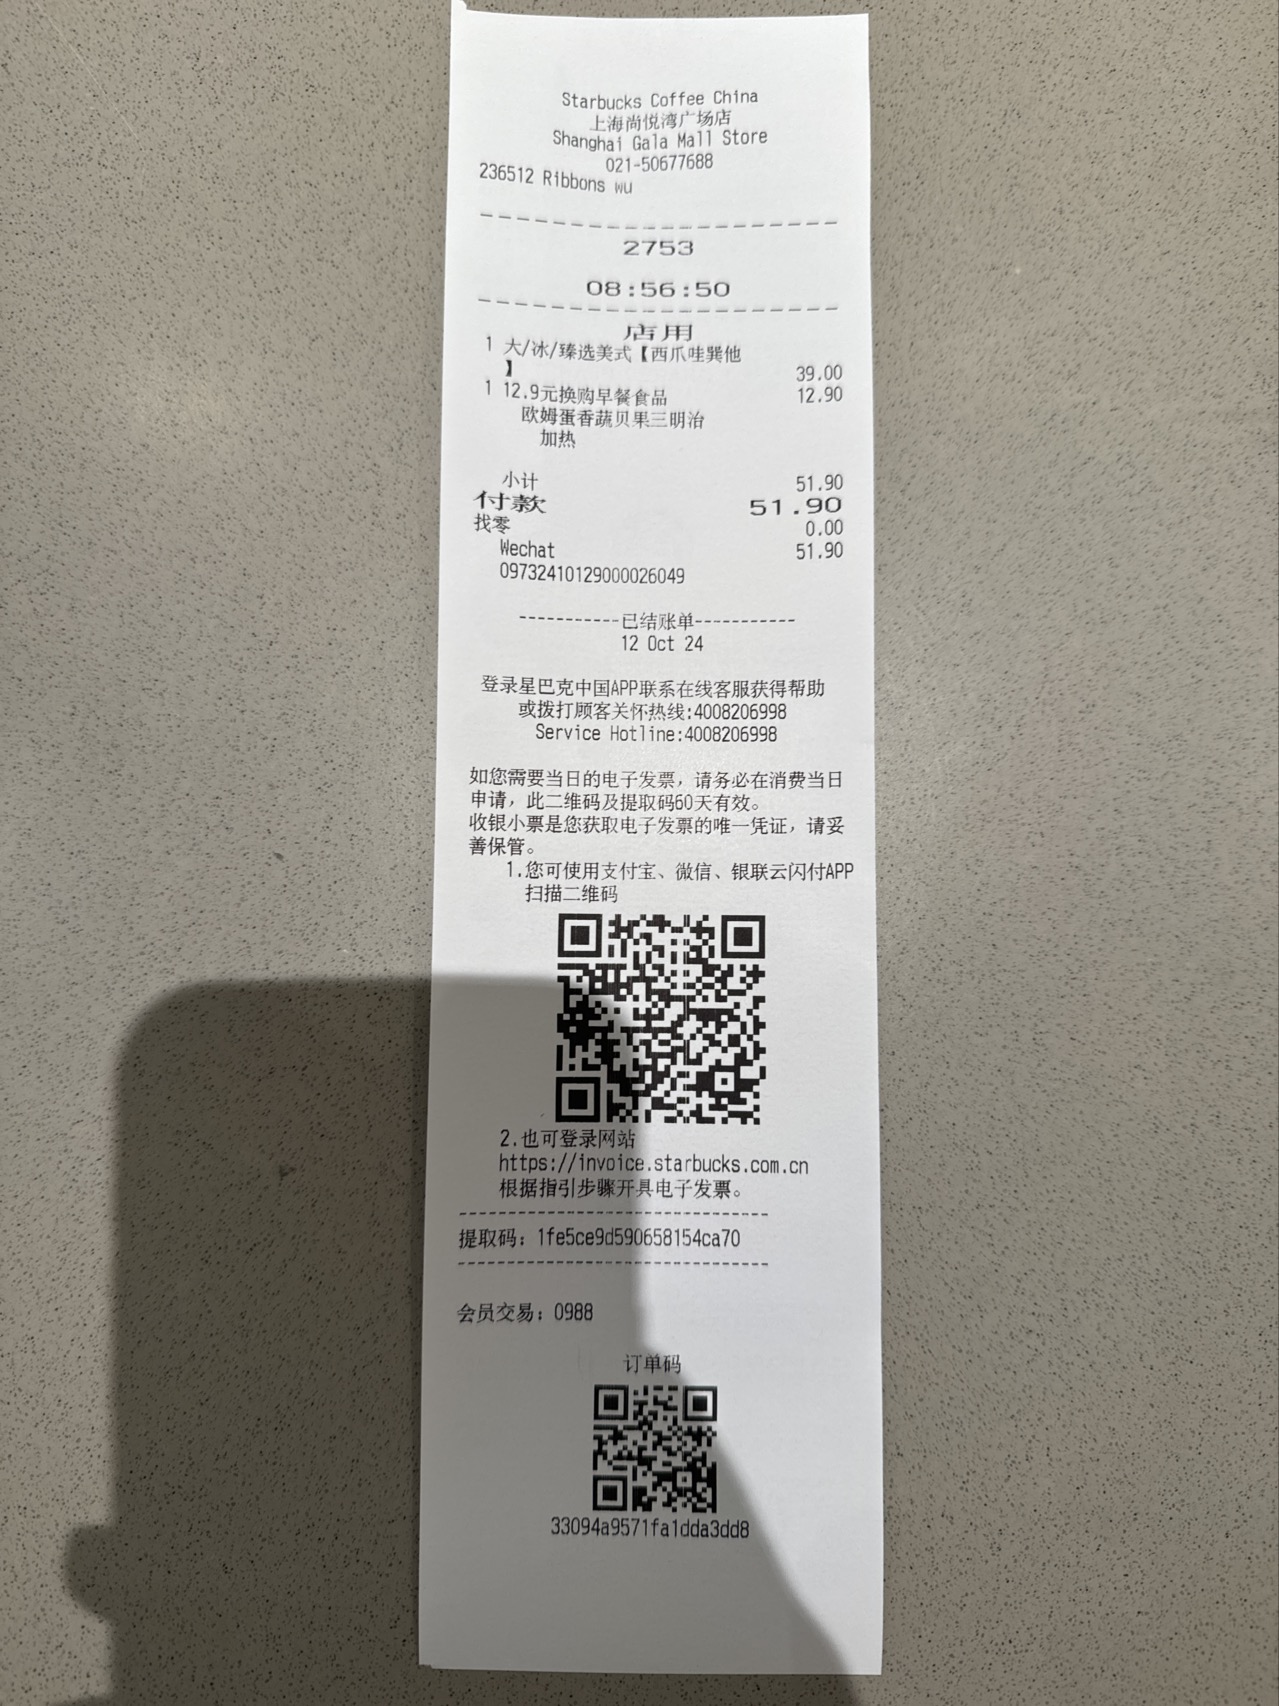 Starbucks Coffee China
上海尚悦湾广场店
Shanghai Gala Mall Store
021-50677688
236512 Ribbons wu
2753
08:56:50
店用
1 大/冰/臻选美式【西爪哇巽他
】 39.00
1 12.9元换购早餐食品 12.90
欧姆蛋香蔬贝果三明治
加热
小计 51.90
付款 51.90
找零 0.00
Wechat 51.90
09732410129000026049
-----------已结账单-----------
12 Oct 24
登录星巴克中国APP联系在线客服获得帮助
或拨打顾客关怀热线:4008206998
Service Hotline:4008206998
如您需要当日的电子发票，请务必在消费当日
申请，此二维码及提取码60天有效。
收银小票是您获取电子发票的唯一凭证，请妥
善保管。
1.您可使用支付宝、微信、银联云闪付APP
扫描二维码
2.也可登录网站
https://invoice.starbucks.com.cn
根据指引步骤开具电子发票。
提取码：1fe5ce9d590658154ca70
会员交易：0988
订单码
33094a9571fa1dda3dd8